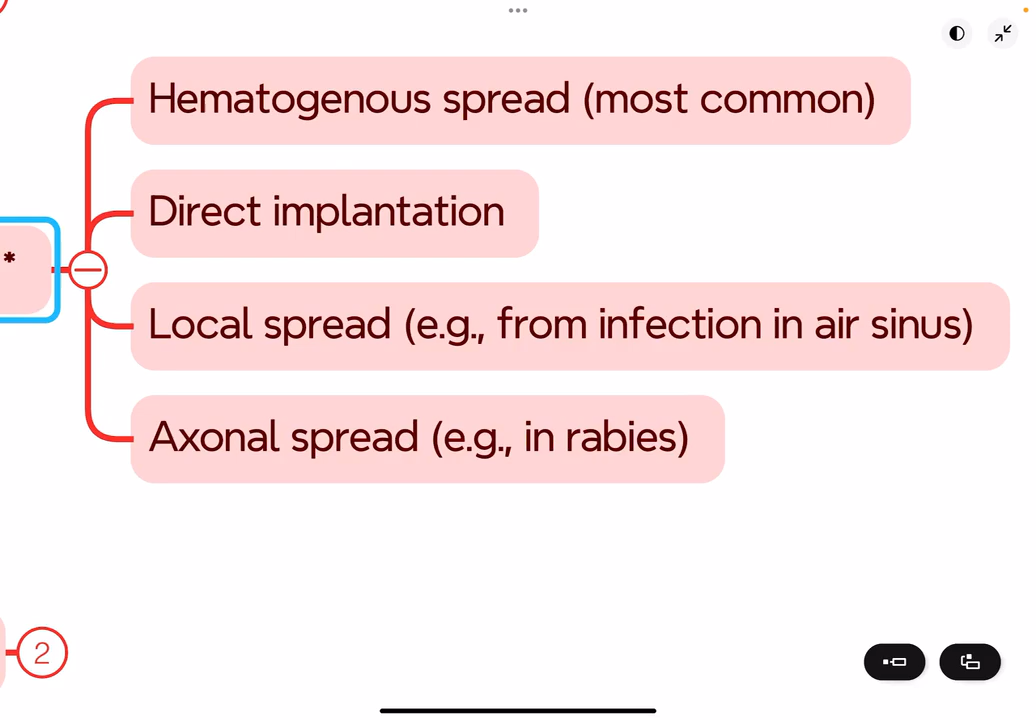 Hematogenous spread (most common)
Direct implantation
*
Local spread (e.g., from infection in air sinus)
Axonal spread (e.g., in rabies)
2